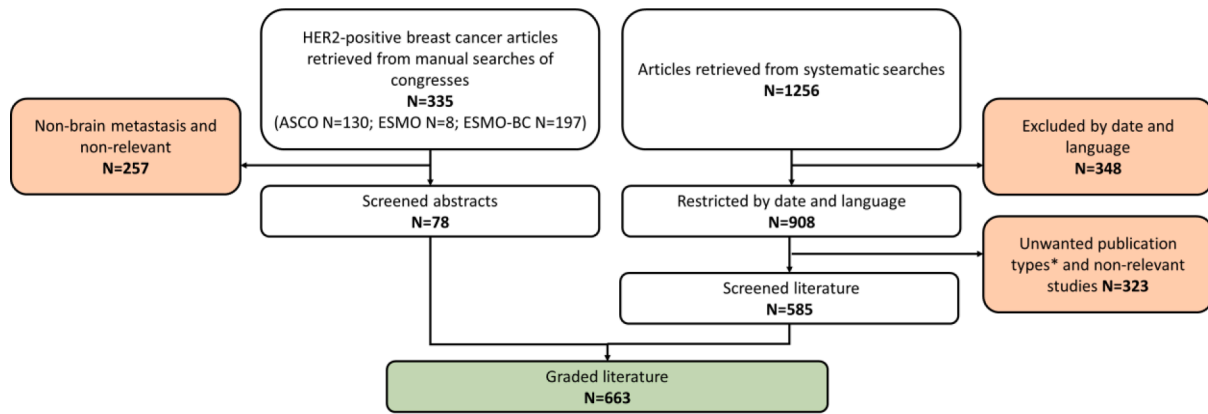 HER2-positive breast cancer articles
retrieved from manual searches of
congresses
N=335
(ASCO N=130; ESMO N=8; ESMO-BC N=197)
Articles retrieved from systematic searches
N=1256
Non-brain metastasis and
non-relevant
N=257
Excluded by date and
language
N=348
Screened abstracts
N=78
Restricted by date and language
N=908
Unwanted publication
types* and non-relevant
studies N=323
Screened literature
N=585
Graded literature
N=663